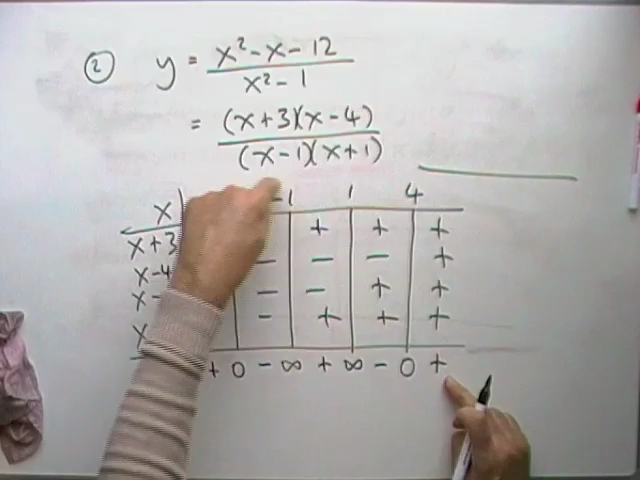 ② y = x² - x - 12 / x² - 1
= (x + 3)(x - 4) / (x - 1)(x + 1)
x -1 1 4
x + 3 + + +
x - 4 - - - +
x - - - + +
x - + + +
+ 0 - ∞ + ∞ - 0 +